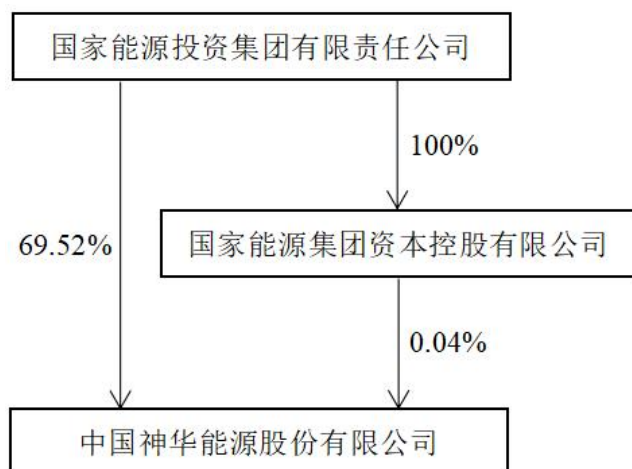 国家能源投资集团有限责任公司
100%
69.52%
国家能源集团资本控股有限公司
0.04%
中国神华能源股份有限公司